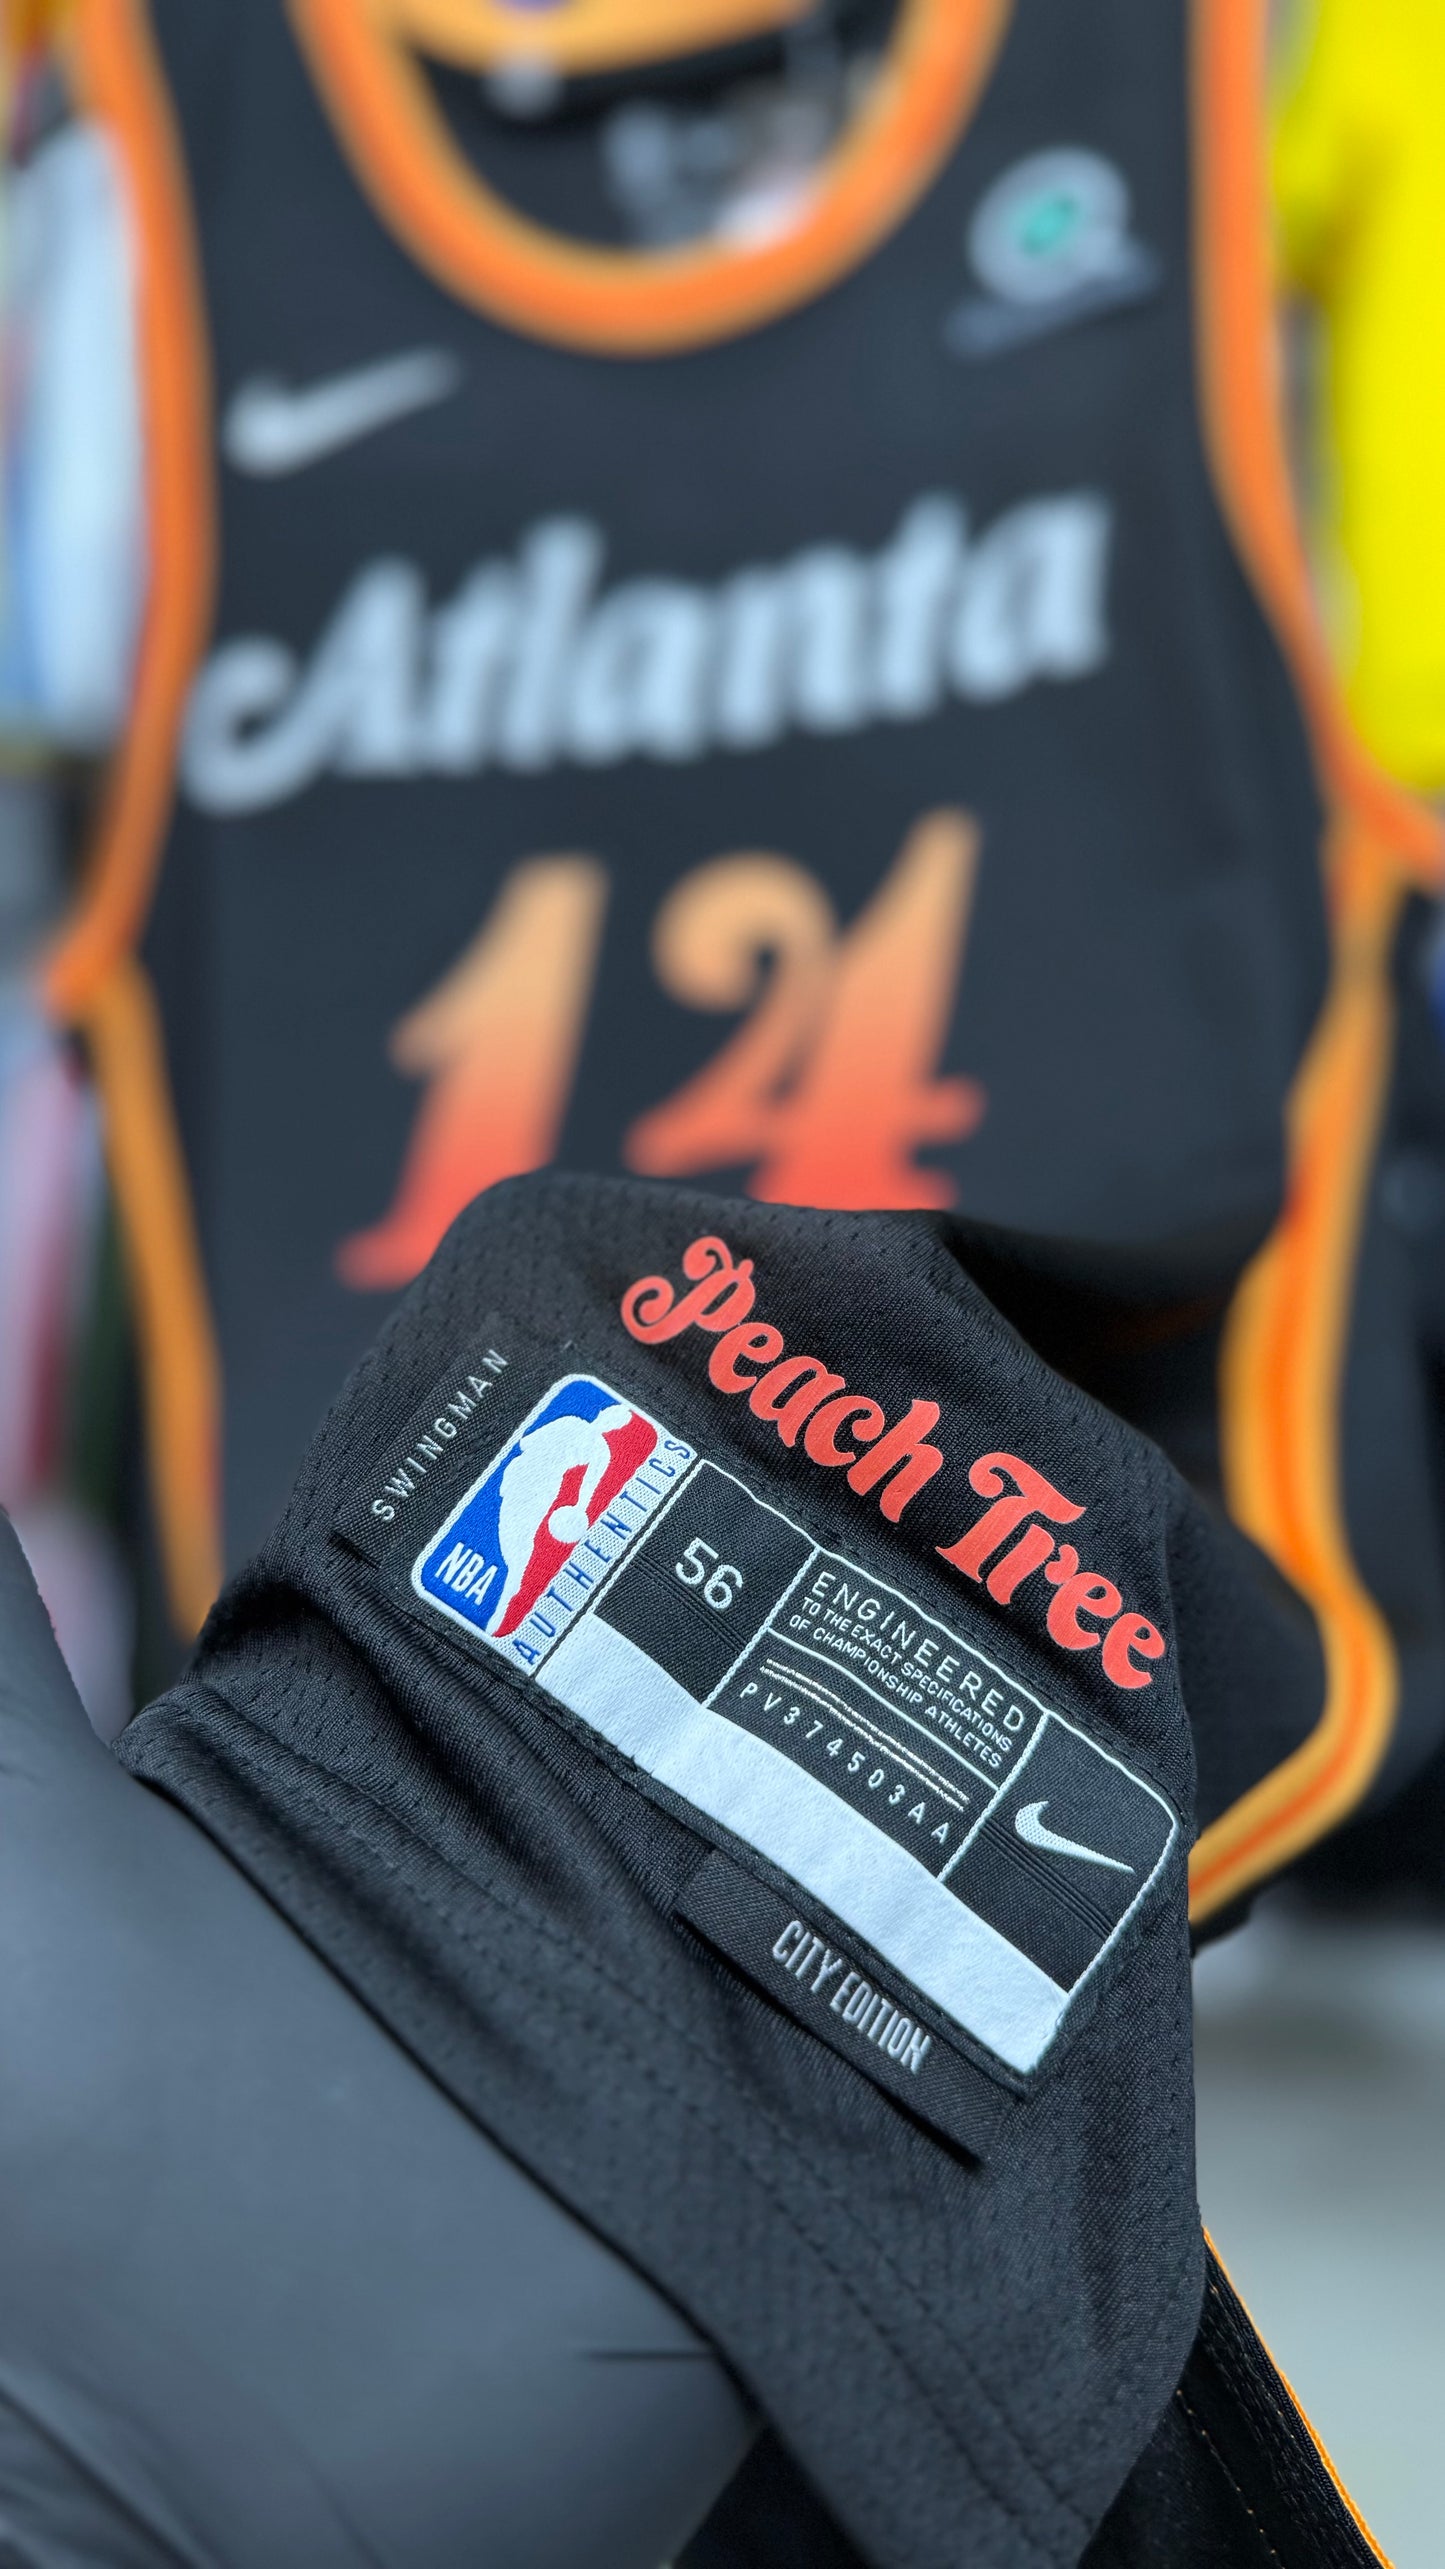 Atlanta
14
Peach Tree
SWINGMAN
NBA
AUTHENTICS
56
ENGINEERED
TO THE EXACT SPECIFICATIONS
OF CHAMPIONSHIP ATHLETES
PV374503AA
CITY EDITION